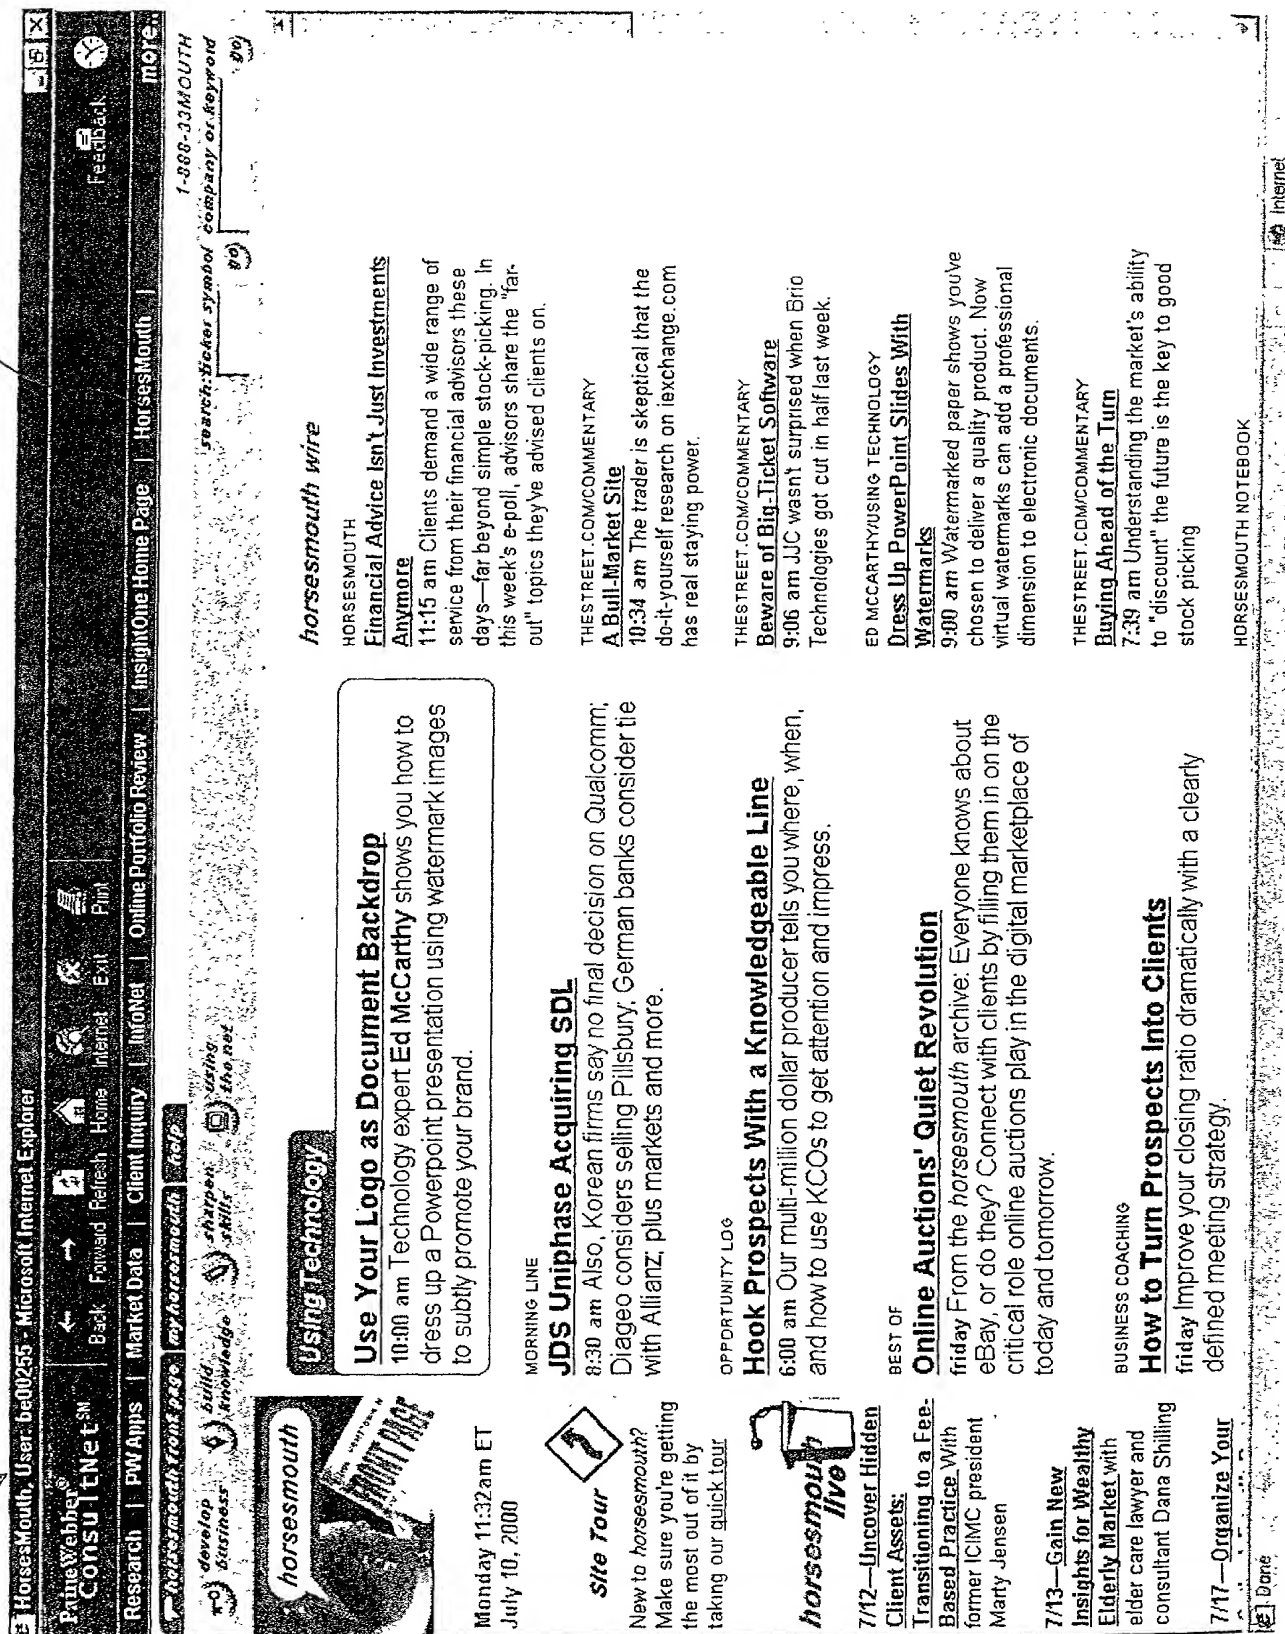 HorsesMouth, User: be0025p - Microsoft Internet Explorer
PaineWebber®
ConsultNet℠
Back Forward Refresh Home Internet Exit Print
Feedback
Research | PW Apps | Market Data | Client Inquiry | InfoNet | Online Portfolio Review | InsightOne Home Page | HorsesMouth |
more
horsesmouth front page my horsesmouth help
1-888-33MOUTH
develop business
build knowledge
sharpen skills
using the net
search: ticker symbol
go
company or keyword
go
horsesmouth
FRONT PAGE
Monday 11:32am ET
July 10, 2000
Site Tour
New to horsesmouth?
Make sure you're getting
the most out of it by
taking our quick tour
horsesmouth
live
7/12—Uncover Hidden
Client Assets:
Transitioning to a Fee-
Based Practice With
former ICIMC president
Marty Jensen
7/13—Gain New
Insights for Wealthy
Elderly Market with
elder care lawyer and
consultant Dana Shilling
7/17—Organize Your
Using Technology
Use Your Logo as Document Backdrop
10:00 am Technology expert Ed McCarthy shows you how to
dress up a Powerpoint presentation using watermark images
to subtly promote your brand.
MORNING LINE
JDS Uniphase Acquiring SDL
8:30 am Also, Korean firms say no final decision on Qualcomm;
Diageo considers selling Pillsbury; German banks consider tie
with Allianz; plus markets and more.
OPPORTUNITY LOG
Hook Prospects With a Knowledgeable Line
6:00 am Our multi-million dollar producer tells you where, when,
and how to use KCOs to get attention and impress.
BEST OF
Online Auctions' Quiet Revolution
friday From the horsesmouth archive: Everyone knows about
eBay, or do they? Connect with clients by filling them in on the
critical role online auctions play in the digital marketplace of
today and tomorrow.
BUSINESS COACHING
How to Turn Prospects Into Clients
friday Improve your closing ratio dramatically with a clearly
defined meeting strategy.
horsesmouth wire
HORSESMOUTH
Financial Advice Isn't Just Investments
Anymore
11:15 am Clients demand a wide range of
service from their financial advisors these
days—far beyond simple stock-picking. In
this week's e-poll, advisors share the "far-
out" topics they've advised clients on.
THESTREET.COM/COMMENTARY
A Bull-Market Site
10:34 am The trader is skeptical that the
do-it-yourself research on iexchange.com
has real staying power.
THESTREET.COM/COMMENTARY
Beware of Big-Ticket Software
9:06 am JJC wasn't surprised when Brio
Technologies got cut in half last week.
ED MCCARTHY/USING TECHNOLOGY
Dress Up PowerPoint Slides With
Watermarks
9:00 am Watermarked paper shows you've
chosen to deliver a quality product. Now
virtual watermarks can add a professional
dimension to electronic documents.
THESTREET.COM/COMMENTARY
Buying Ahead of the Turn
7:39 am Understanding the market's ability
to "discount" the future is the key to good
stock picking
HORSESMOUTH NOTEBOOK
Done
Internet